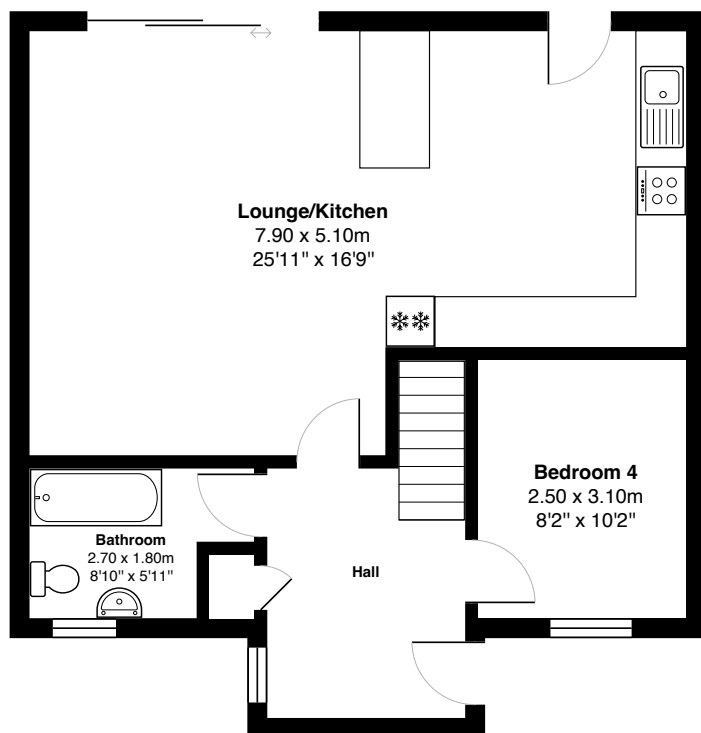 Lounge/Kitchen
7.90 x 5.10m
25'11" x 16'9"
Bedroom 4
2.50 x 3.10m
8'2" x 10'2"
Bathroom
2.70 x 1.80m
8'10" x 5'11"
Hall